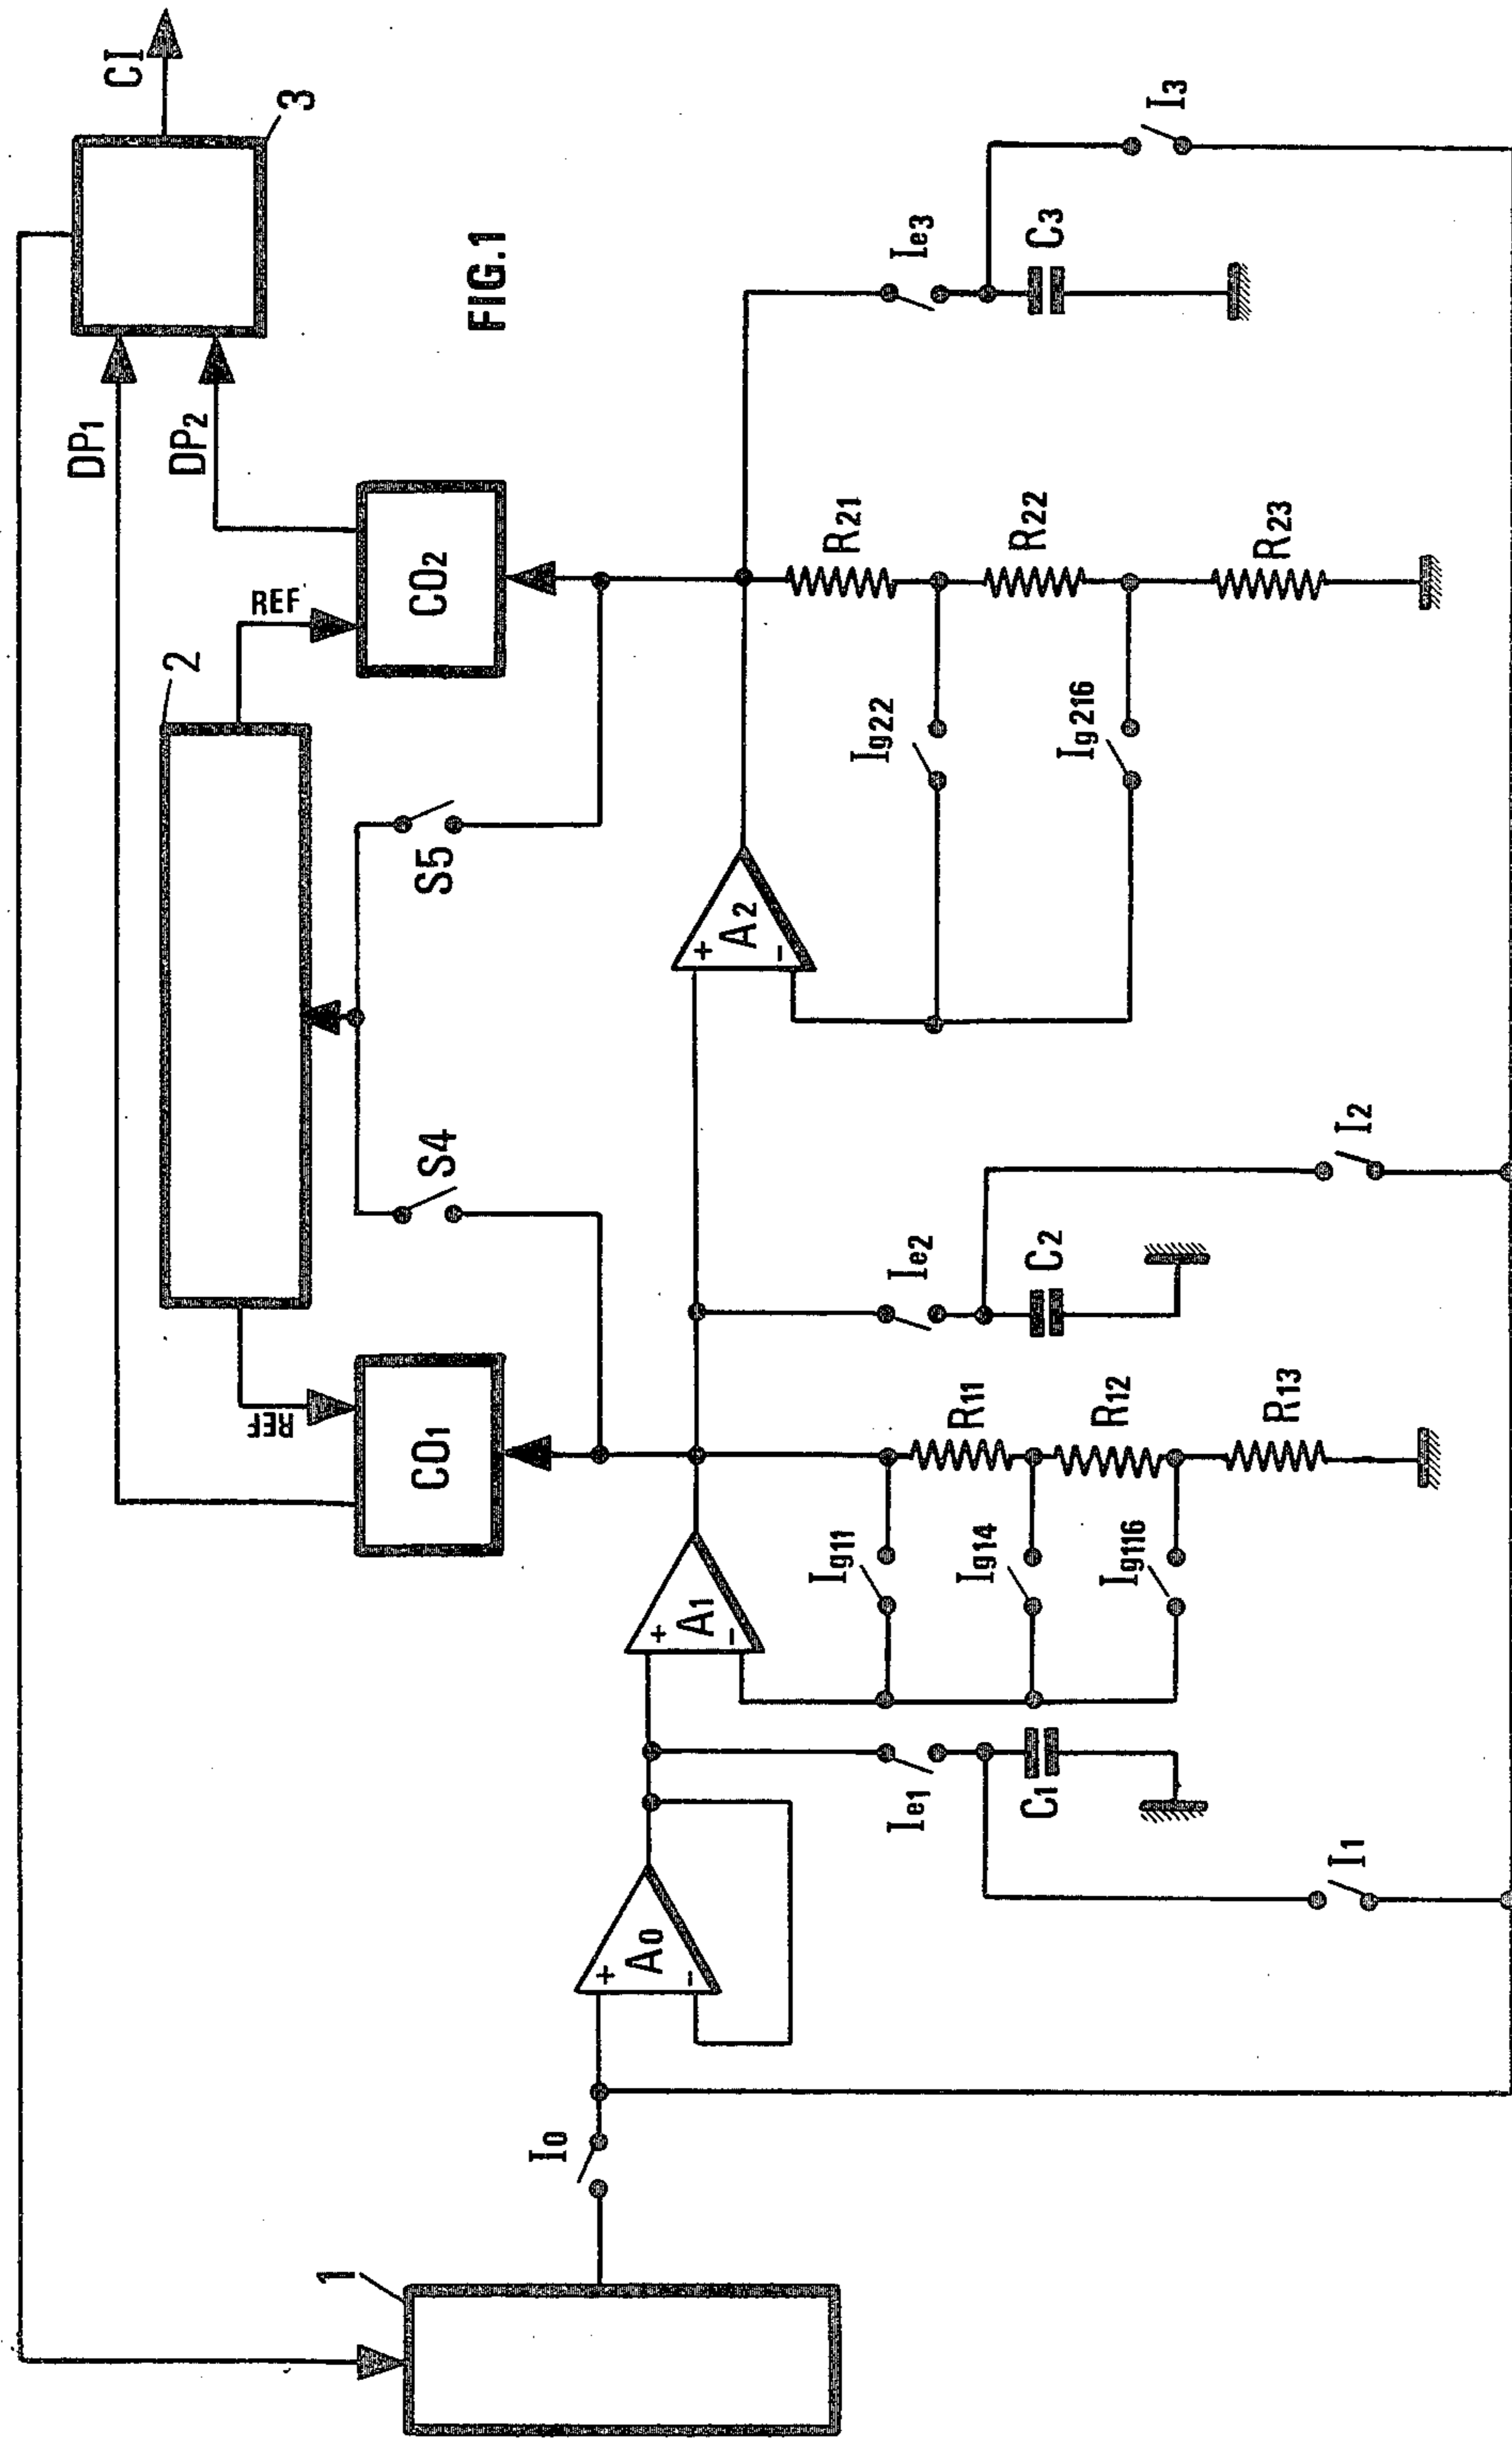 CI
3
DP1
DP2
FIG.1
2
REF
REF
CO1
CO2
S4
S5
1
I0
A0
+
-
A1
+
-
A2
+
-
Ie1
C1
I1
Ig11
Ig14
Ig116
R11
R12
R13
Ie2
C2
I2
Ig22
Ig216
R21
R22
R23
Ie3
C3
I3